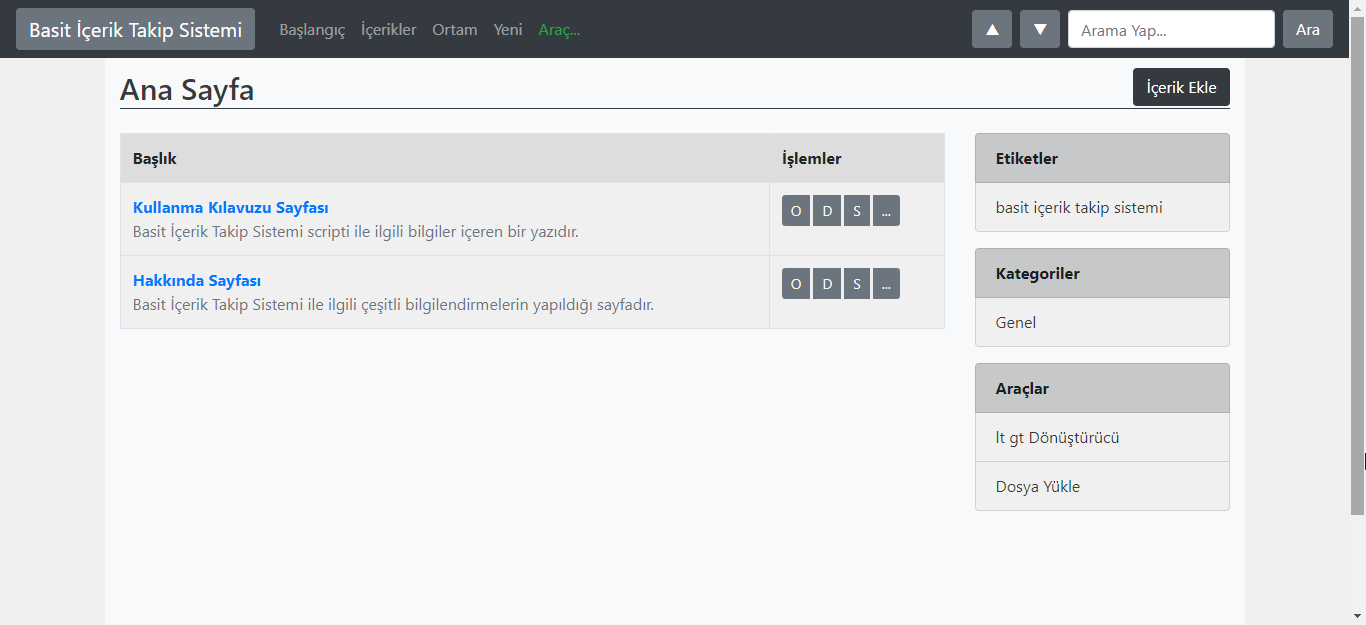 Basit İçerik Takip Sistemi Başlangıç İçerikler Ortam Yeni Araç... ▲ ▼ Arama Yap... Ara
Ana Sayfa İçerik Ekle
Başlık İşlemler
Kullanma Kılavuzu Sayfası
Basit İçerik Takip Sistemi scripti ile ilgili bilgiler içeren bir yazıdır.
O D S ...
Hakkında Sayfası
Basit İçerik Takip Sistemi ile ilgili çeşitli bilgilendirmelerin yapıldığı sayfadır.
O D S ...
Etiketler
basit içerik takip sistemi
Kategoriler
Genel
Araçlar
lt gt Dönüştürücü
Dosya Yükle